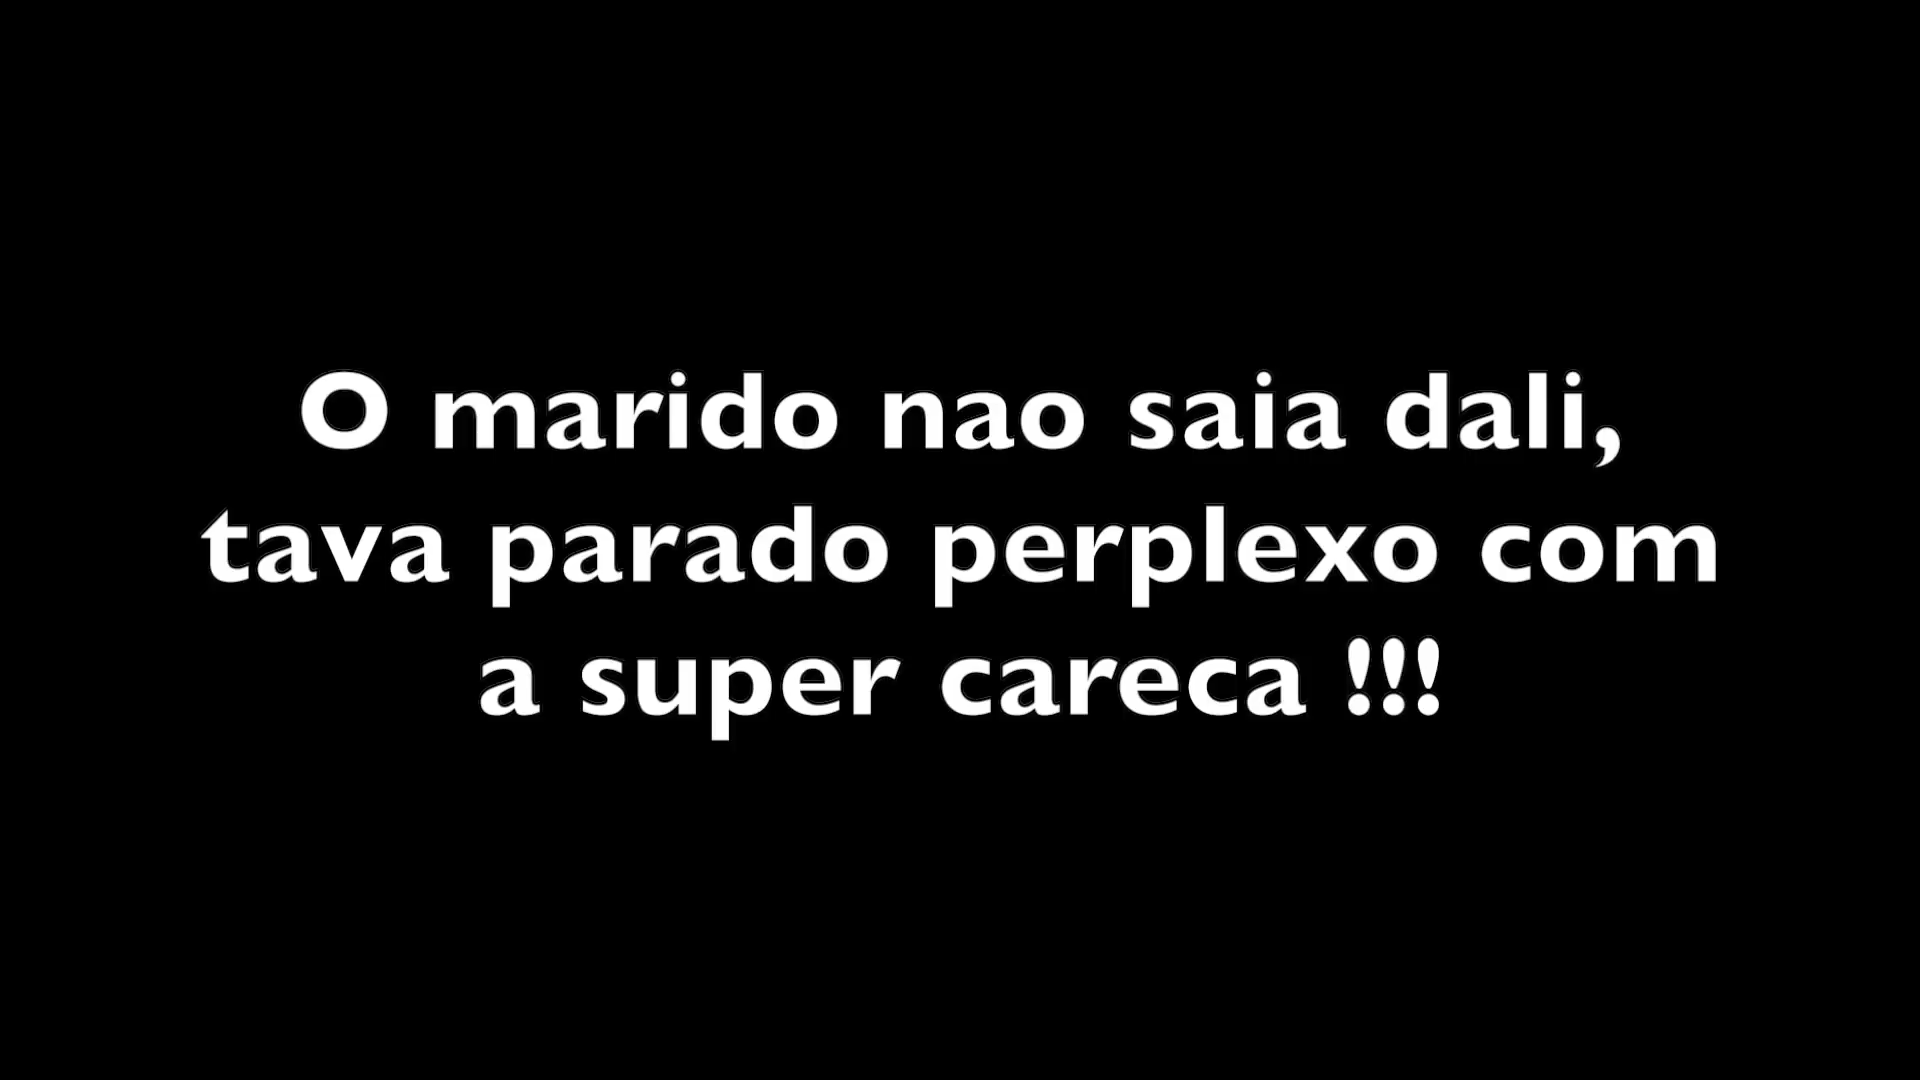 O marido nao saia dali,
tava parado perplexo com
a super careca !!!